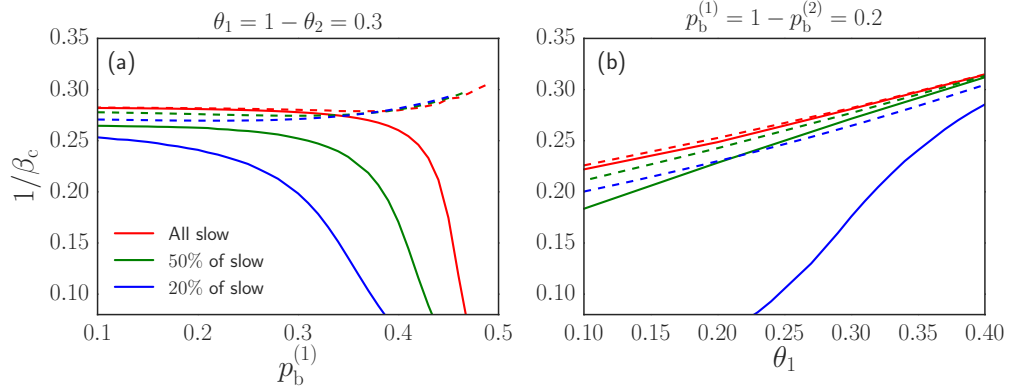 θ₁ = 1 − θ₂ = 0.3
(a)
1/β_c
0.35
0.30
0.25
0.20
0.15
0.10
All slow
50% of slow
20% of slow
0.1 0.2 0.3 0.4 0.5
p_b^(1)
p_b^(1) = 1 − p_b^(2) = 0.2
(b)
0.35
0.30
0.25
0.20
0.15
0.10
0.10 0.15 0.20 0.25 0.30 0.35 0.40
θ₁